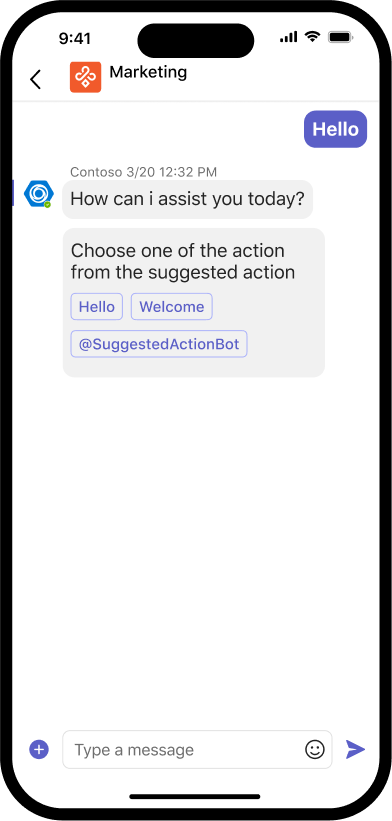 9:41
Marketing
Hello
Contoso 3/20 12:32 PM
How can i assist you today?
Choose one of the action
from the suggested action
Hello Welcome
@SuggestedActionBot
Type a message